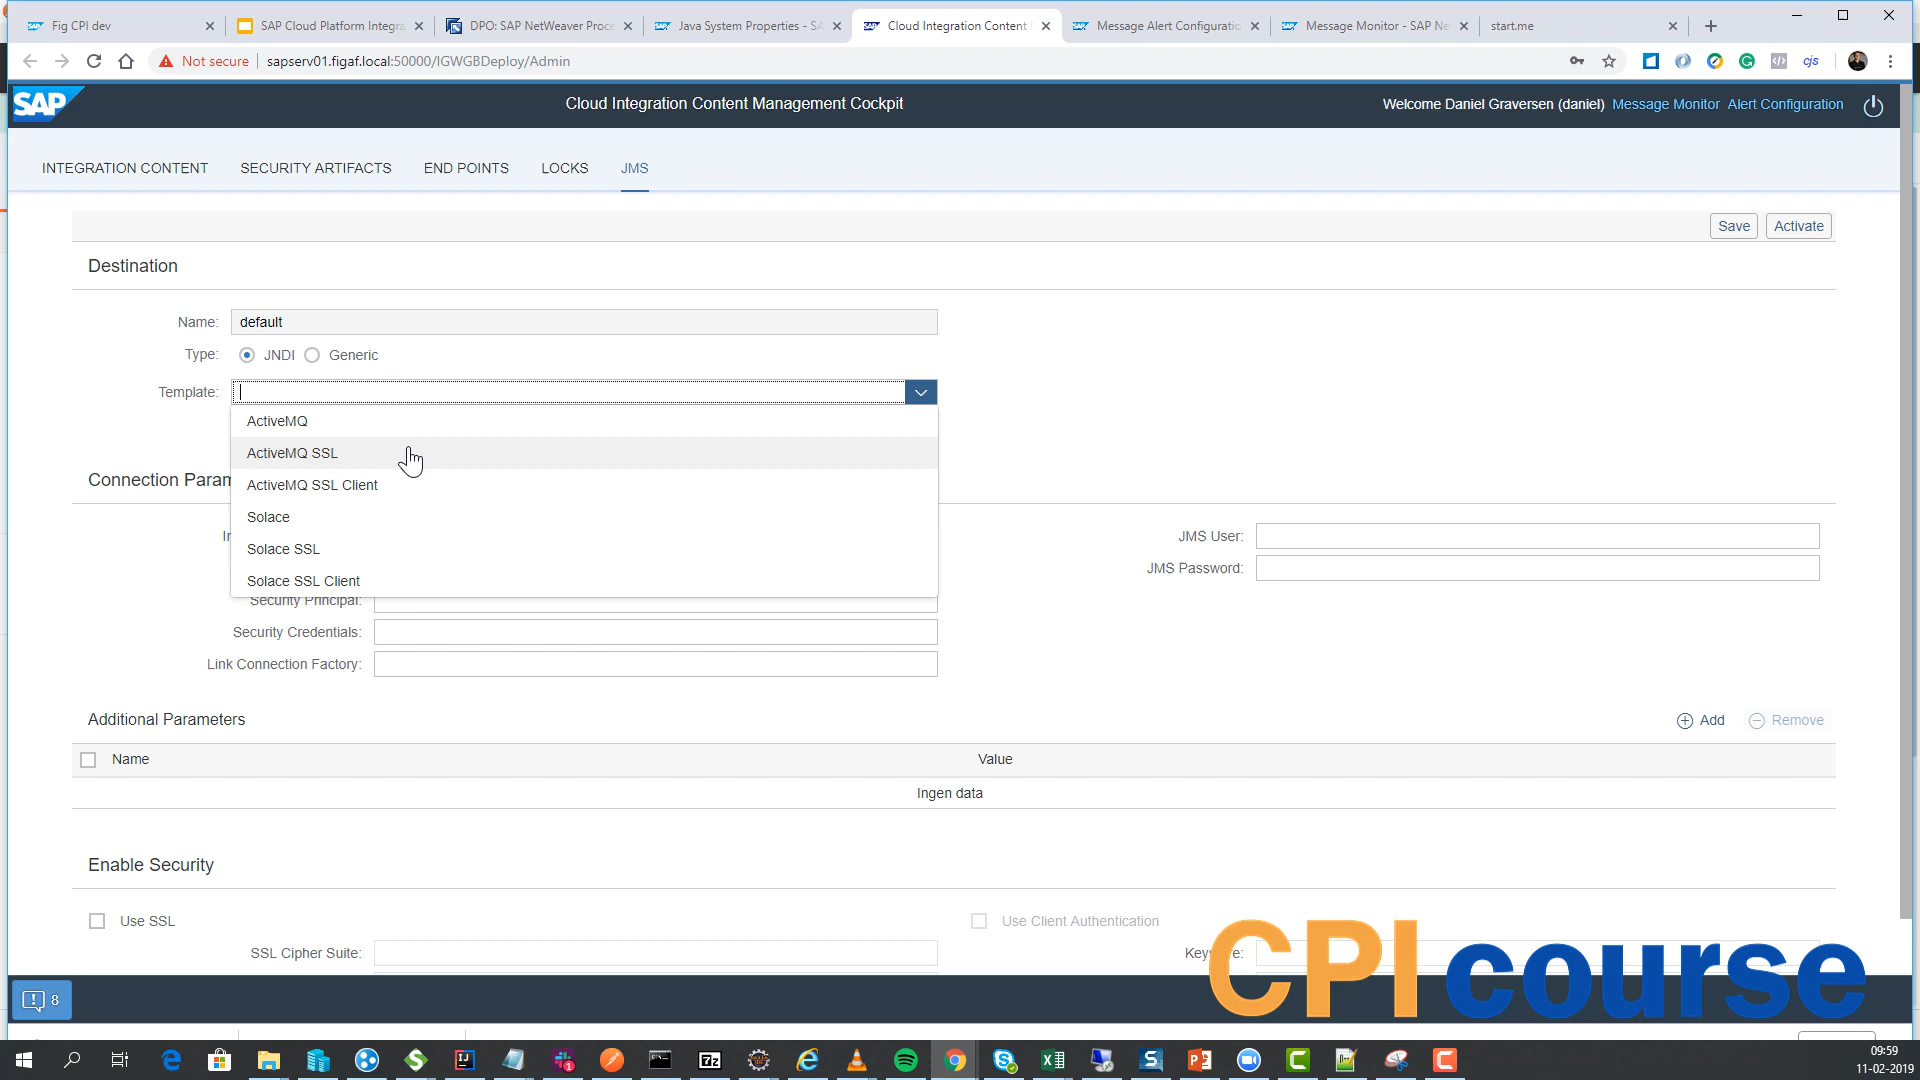 Fig CPI dev
SAP Cloud Platform Integra
DPO: SAP NetWeaver Proce
Java System Properties - SA
Cloud Integration Content
Message Alert Configuratio
Message Monitor - SAP Ne
start.me
Not secure
sapserv01.figaf.local:50000/IGWGBDeploy/Admin
cjs
SAP
Cloud Integration Content Management Cockpit
Welcome Daniel Graversen (daniel) Message Monitor Alert Configuration
INTEGRATION CONTENT SECURITY ARTIFACTS END POINTS LOCKS JMS
Save Activate
Destination
Name: default
Type: JNDI Generic
Template:
ActiveMQ
ActiveMQ SSL
ActiveMQ SSL Client
Solace
Solace SSL
Solace SSL Client
Connection Param
JMS User:
JMS Password:
Security Principal:
Security Credentials:
Link Connection Factory:
Additional Parameters
Add Remove
Name Value
Ingen data
Enable Security
Use SSL Use Client Authentication
SSL Cipher Suite:
8
CPI course
09:59
11-02-2019